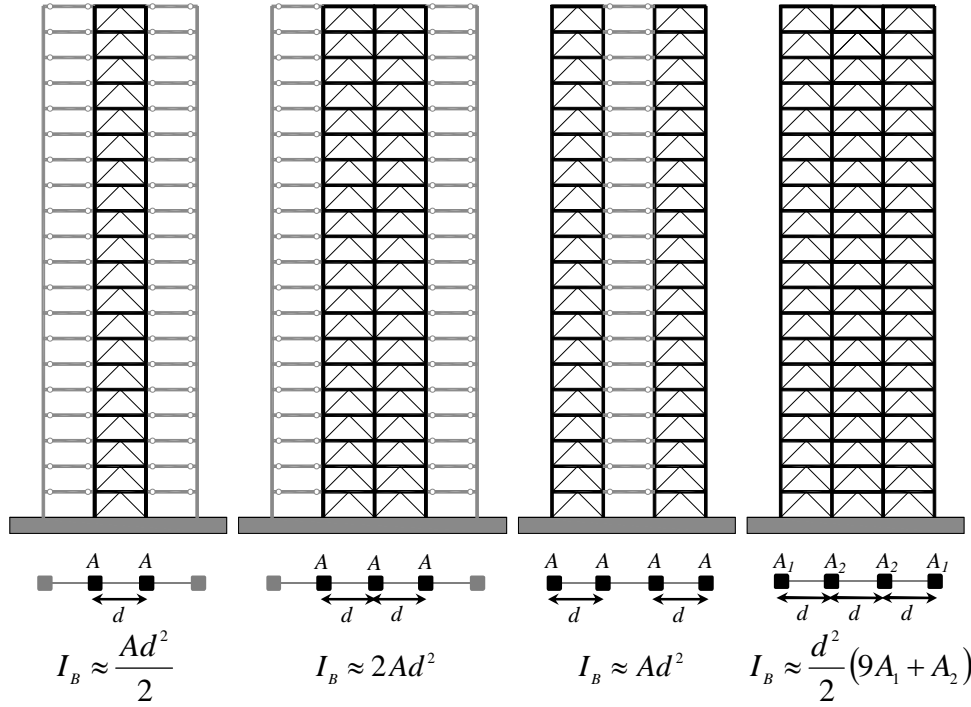 A A
d
I_B ≈ Ad²/2
A A A
d d
I_B ≈ 2Ad²
A A A A
d d
I_B ≈ Ad²
A₁ A₂ A₂ A₁
d d d
I_B ≈ d²/2 (9A₁ + A₂)